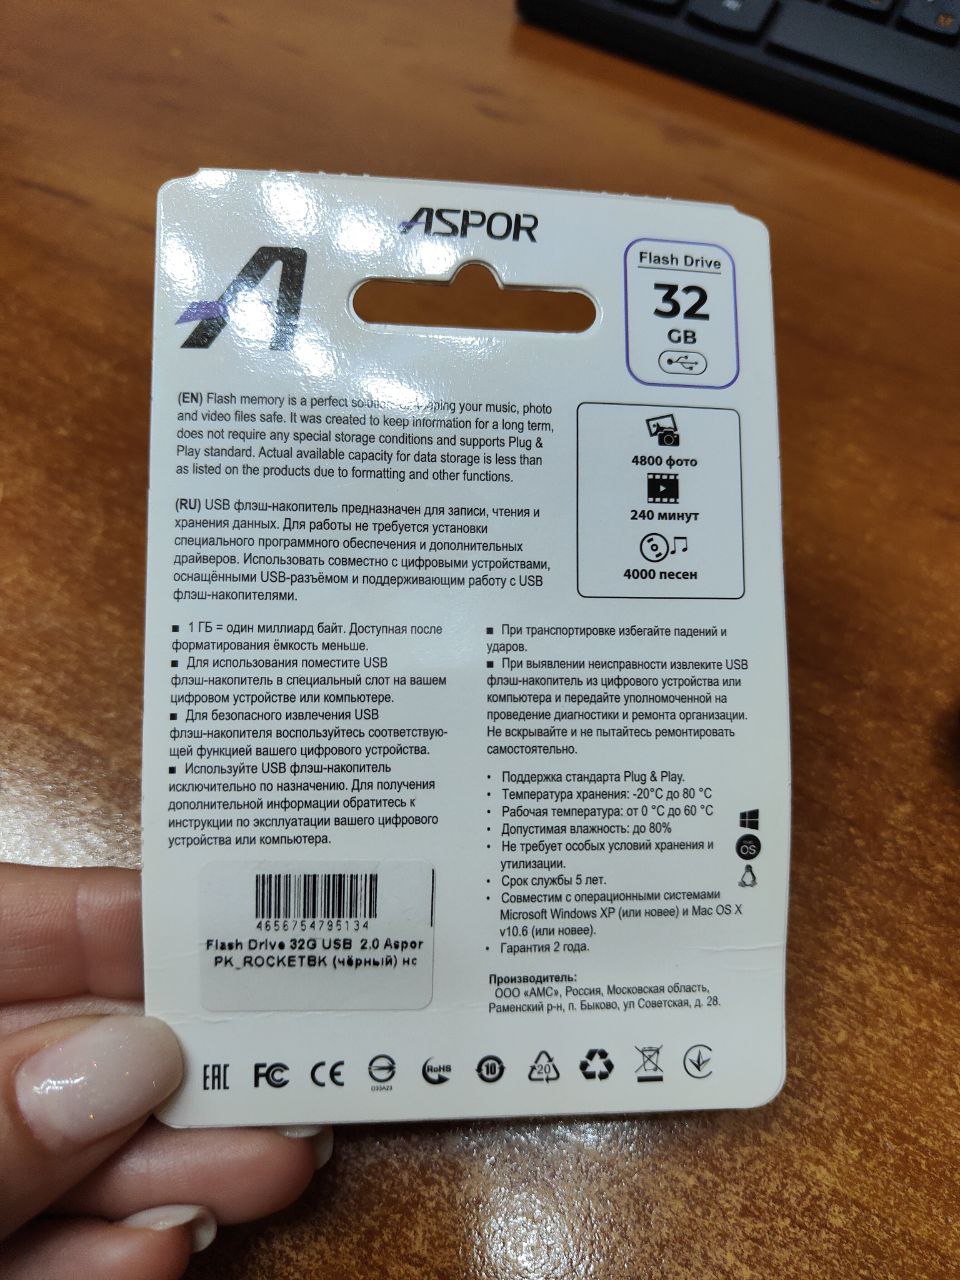 ASPOR
Flash Drive
32
GB
(EN) Flash memory is a perfect your music, photo
and video files safe. It was created to keep information for a long term,
does not require any special storage conditions and supports Plug &
Play standard. Actual available capacity for data storage is less than
as listed on the products due to formatting and other functions.
4800 фото
240 минут
4000 песен
(RU) USB флэш-накопитель предназначен для записи, чтения и
хранения данных. Для работы не требуется установки
специального программного обеспечения и дополнительных
драйверов. Использовать совместно с цифровыми устройствами,
оснащёнными USB-разъёмом и поддерживающим работу с USB
флэш-накопителями.
■ 1 ГБ = один миллиард байт. Доступная после
форматирования ёмкость меньше.
■ Для использования поместите USB
флэш-накопитель в специальный слот на вашем
цифровом устройстве или компьютере.
■ Для безопасного извлечения USB
флэш-накопителя воспользуйтесь соответствую-
щей функцией вашего цифрового устройства.
■ Используйте USB флэш-накопитель
исключительно по назначению. Для получения
дополнительной информации обратитесь к
инструкции по эксплуатации вашего цифрового
устройства или компьютера.
■ При транспортировке избегайте падений и
ударов.
■ При выявлении неисправности извлеките USB
флэш-накопитель из цифрового устройства или
компьютера и передайте уполномоченной на
проведение диагностики и ремонта организации.
Не вскрывайте и не пытайтесь ремонтировать
самостоятельно.
• Поддержка стандарта Plug & Play.
• Температура хранения: -20°C до 80 °C
• Рабочая температура: от 0 °C до 60 °C
• Допустимая влажность: до 80%
• Не требует особых условий хранения и
утилизации.
• Срок службы 5 лет.
• Совместим с операционными системами
Microsoft Windows XP (или новее) и Mac OS X
v10.6 (или новее).
• Гарантия 2 года.
OS
4656754795134
Flash Drive 32G USB 2.0 Aspor
PK_ROCKETBK (чёрный) нс
Производитель:
ООО «АМС», Россия, Московская область,
Раменский р-н, п. Быково, ул Советская, д. 28.
EAC FC CE RoHS 10 20
D33A23